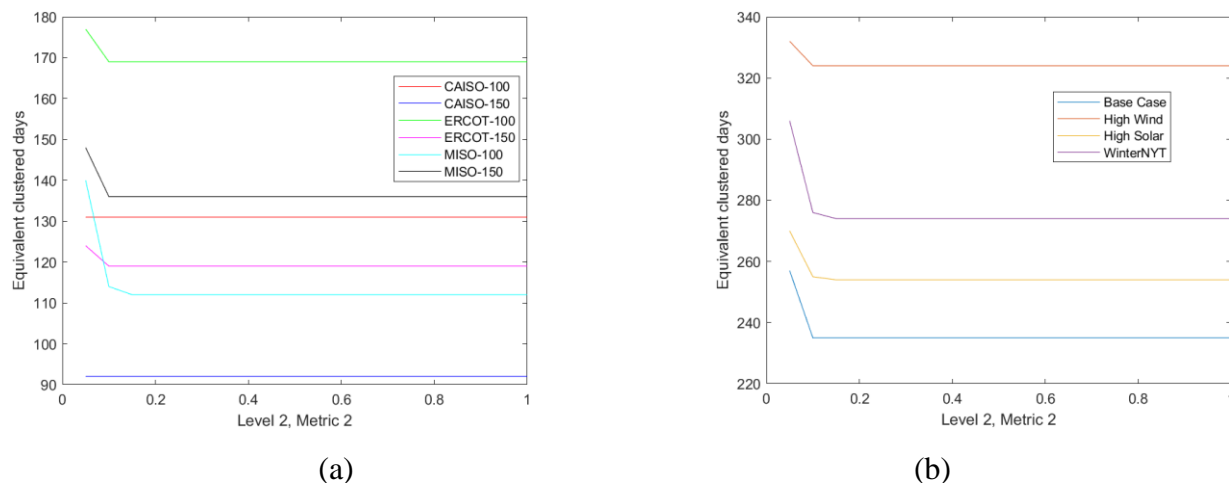 180
170
160
150
140
130
120
110
100
90
Equivalent clustered days
0
0.2
0.4
0.6
0.8
1
Level 2, Metric 2
CAISO-100
CAISO-150
ERCOT-100
ERCOT-150
MISO-100
MISO-150
(a)
340
320
300
280
260
240
220
Equivalent clustered days
0
0.2
0.4
0.6
0.8
1
Level 2, Metric 2
Base Case
High Wind
High Solar
WinterNYT
(b)